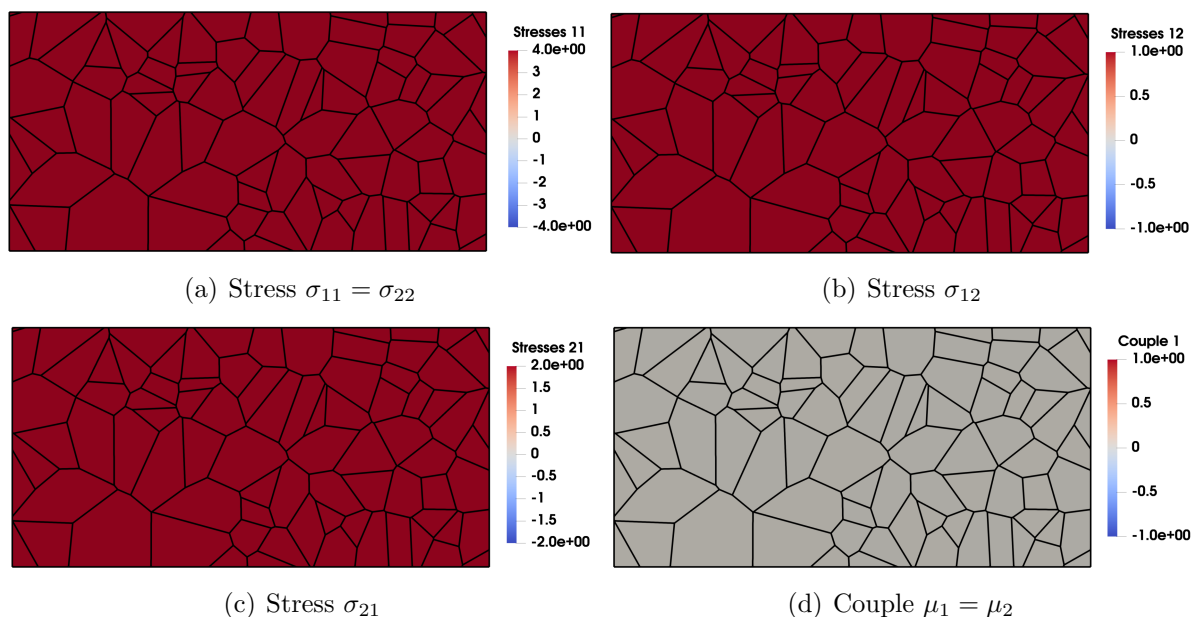 Stresses 11
4.0e+00
3
2
1
0
-1
-2
-3
-4.0e+00
(a) Stress σ₁₁ = σ₂₂
Stresses 12
1.0e+00
0.5
0
-0.5
-1.0e+00
(b) Stress σ₁₂
Stresses 21
2.0e+00
1.5
1
0.5
0
-0.5
-1
-1.5
-2.0e+00
(c) Stress σ₂₁
Couple 1
1.0e+00
0.5
0
-0.5
-1.0e+00
(d) Couple μ₁ = μ₂